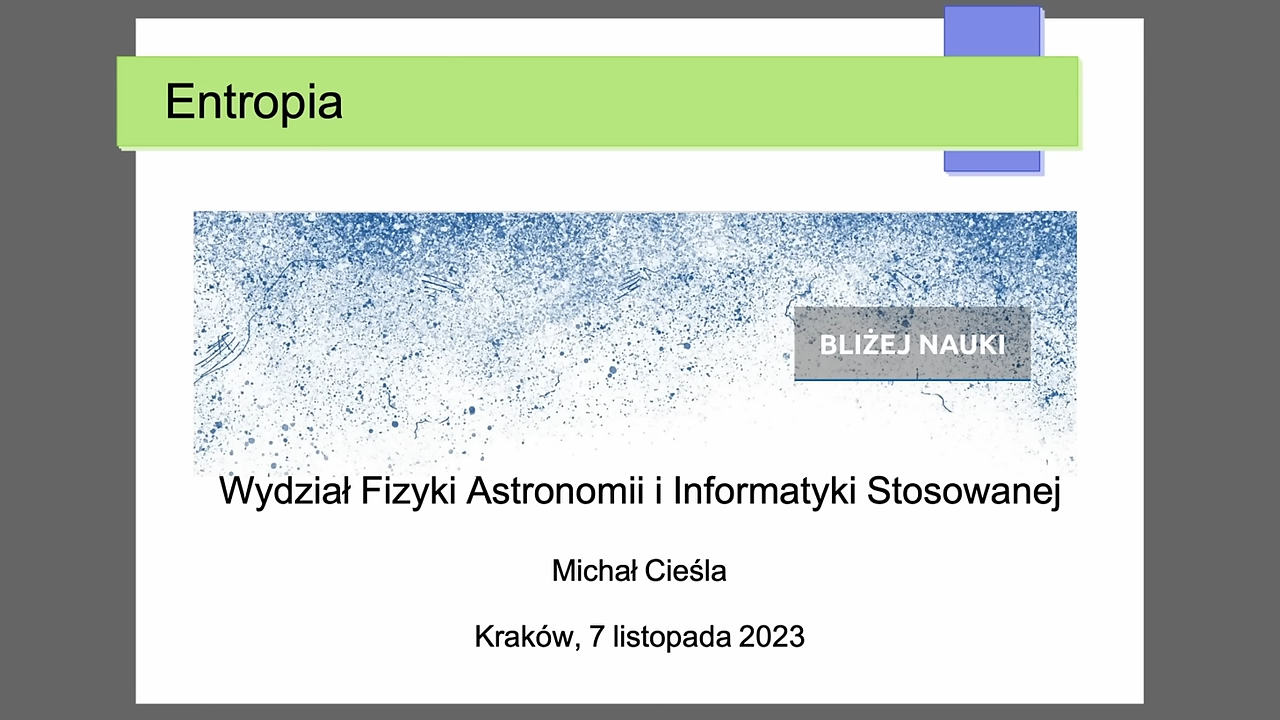 Entropia
BLIŻEJ NAUKI
Wydział Fizyki Astronomii i Informatyki Stosowanej
Michał Cieśla
Kraków, 7 listopada 2023